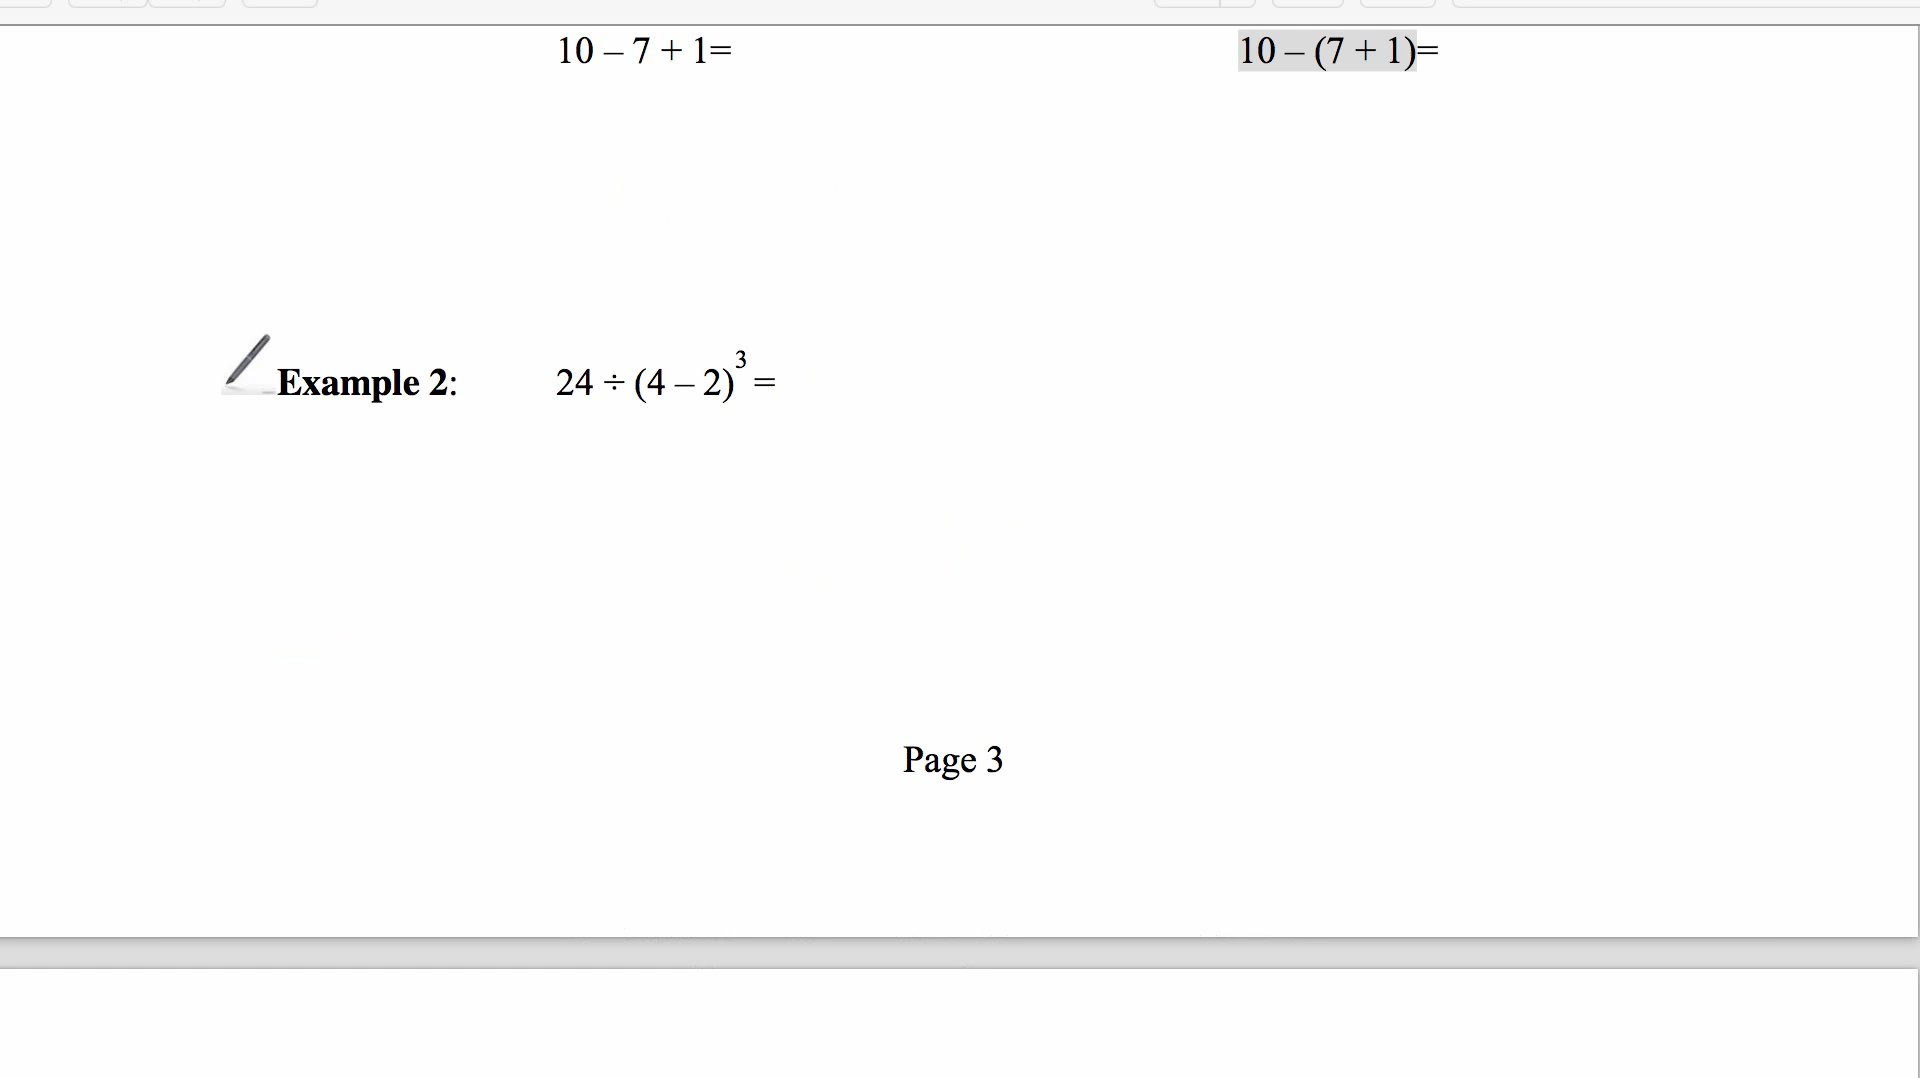 10 – 7 + 1= 10 – (7 + 1)=
Example 2: 24 ÷ (4 – 2)³ =
Page 3